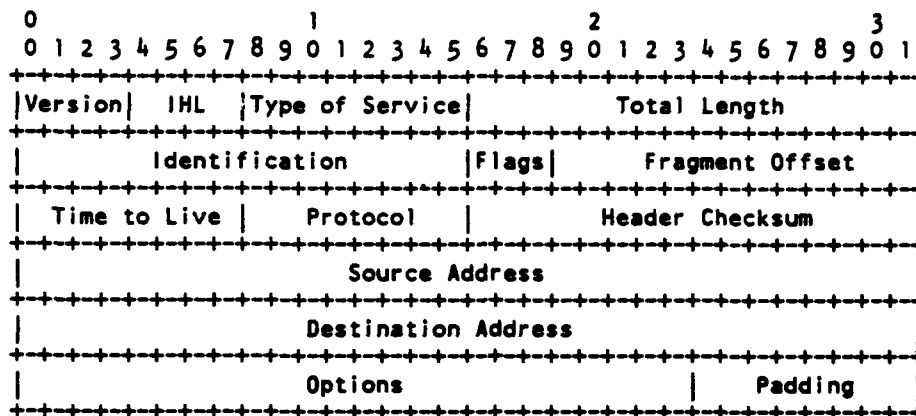 0                   1                   2                   3
0 1 2 3 4 5 6 7 8 9 0 1 2 3 4 5 6 7 8 9 0 1 2 3 4 5 6 7 8 9 0 1
+-+-+-+-+-+-+-+-+-+-+-+-+-+-+-+-+-+-+-+-+-+-+-+-+-+-+-+-+-+-+-+-
|Version| IHL |Type of Service| Total Length
+-+-+-+-+-+-+-+-+-+-+-+-+-+-+-+-+-+-+-+-+-+-+-+-+-+-+-+-+-+-+-+-
| Identification |Flags| Fragment Offset
+-+-+-+-+-+-+-+-+-+-+-+-+-+-+-+-+-+-+-+-+-+-+-+-+-+-+-+-+-+-+-+-
| Time to Live | Protocol | Header Checksum
+-+-+-+-+-+-+-+-+-+-+-+-+-+-+-+-+-+-+-+-+-+-+-+-+-+-+-+-+-+-+-+-
| Source Address
+-+-+-+-+-+-+-+-+-+-+-+-+-+-+-+-+-+-+-+-+-+-+-+-+-+-+-+-+-+-+-+-
| Destination Address
+-+-+-+-+-+-+-+-+-+-+-+-+-+-+-+-+-+-+-+-+-+-+-+-+-+-+-+-+-+-+-+-
| Options | Padding
+-+-+-+-+-+-+-+-+-+-+-+-+-+-+-+-+-+-+-+-+-+-+-+-+-+-+-+-+-+-+-+-